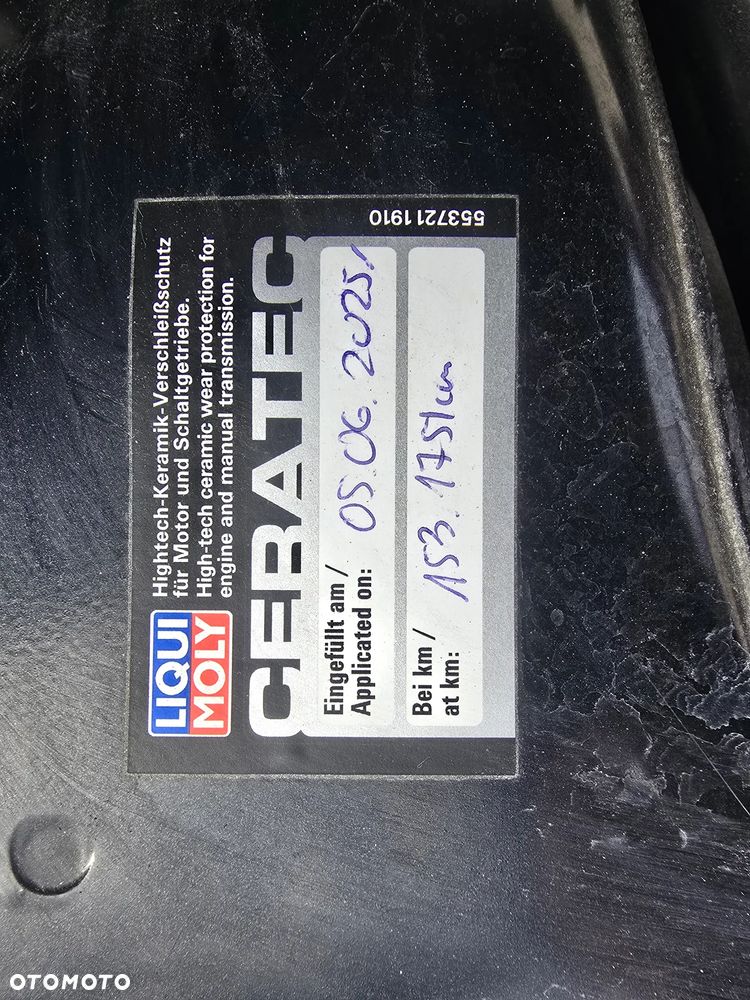 LIQUI
MOLY
Hightech-Keramik-Verschleißschutz
für Motor und Schaltgetriebe.
High-tech ceramic wear protection for
engine and manual transmission.
CERATEC
Eingefüllt am /
Applicated on:
05.06.2025r
Bei km /
at km:
153.175km
5537211910
OTOMOTO